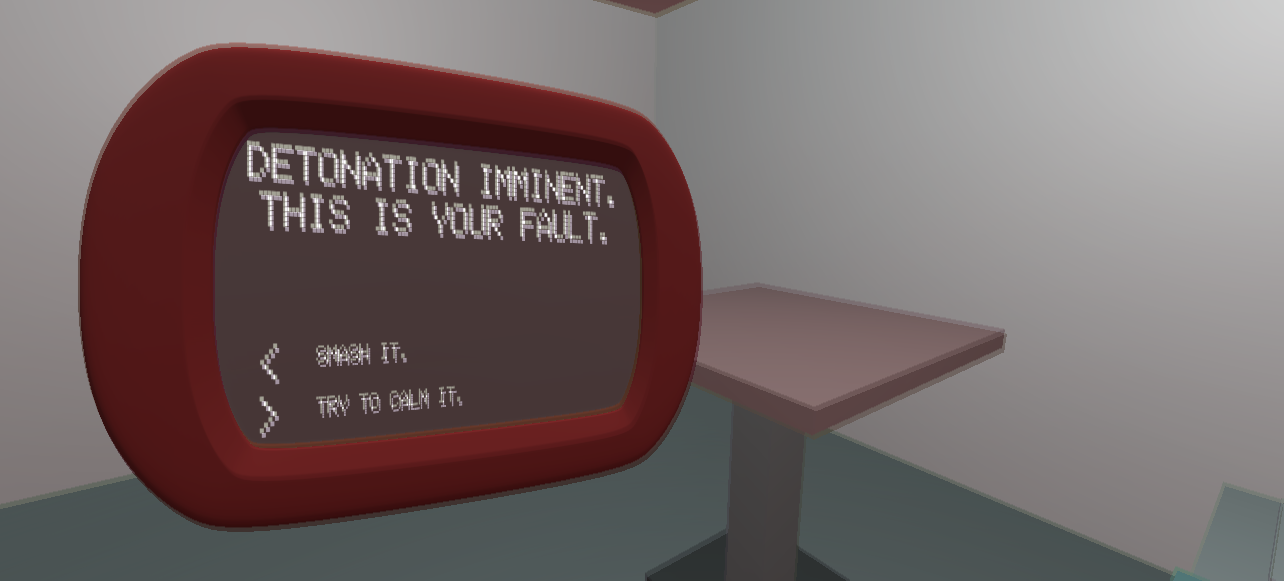 DETONATION IMMINENT.
THIS IS YOUR FAULT.
< SMASH IT.
> TRY TO CALM IT.